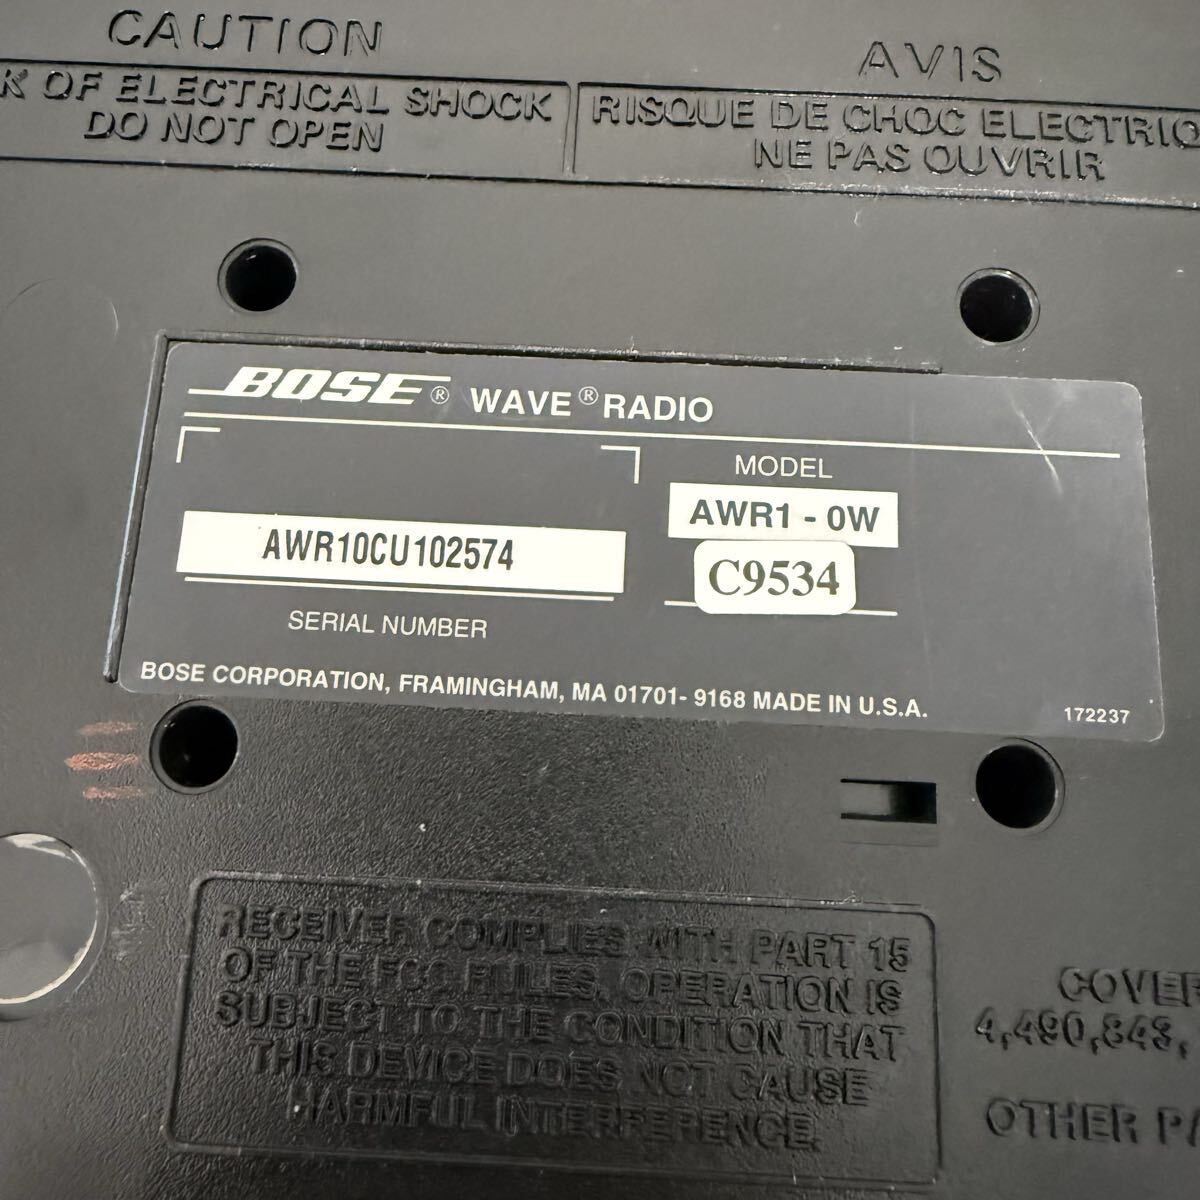 CAUTION
K OF ELECTRICAL SHOCK
DO NOT OPEN
AVIS
RISQUE DE CHOC ELECTRIQ
NE PAS OUVRIR
BOSE® WAVE® RADIO
MODEL
AWR1 - 0W
C9534
AWR10CU102574
SERIAL NUMBER
BOSE CORPORATION, FRAMINGHAM, MA 01701- 9168 MADE IN U.S.A.
172237
RECEIVER COMPLIES WITH PART 15
OF THE FCC RULES. OPERATION IS
SUBJECT TO THE CONDITION THAT
THIS DEVICE DOES NOT CAUSE
HARMFUL INTERFERENCE.
COVER
4,490,843,
OTHER PA